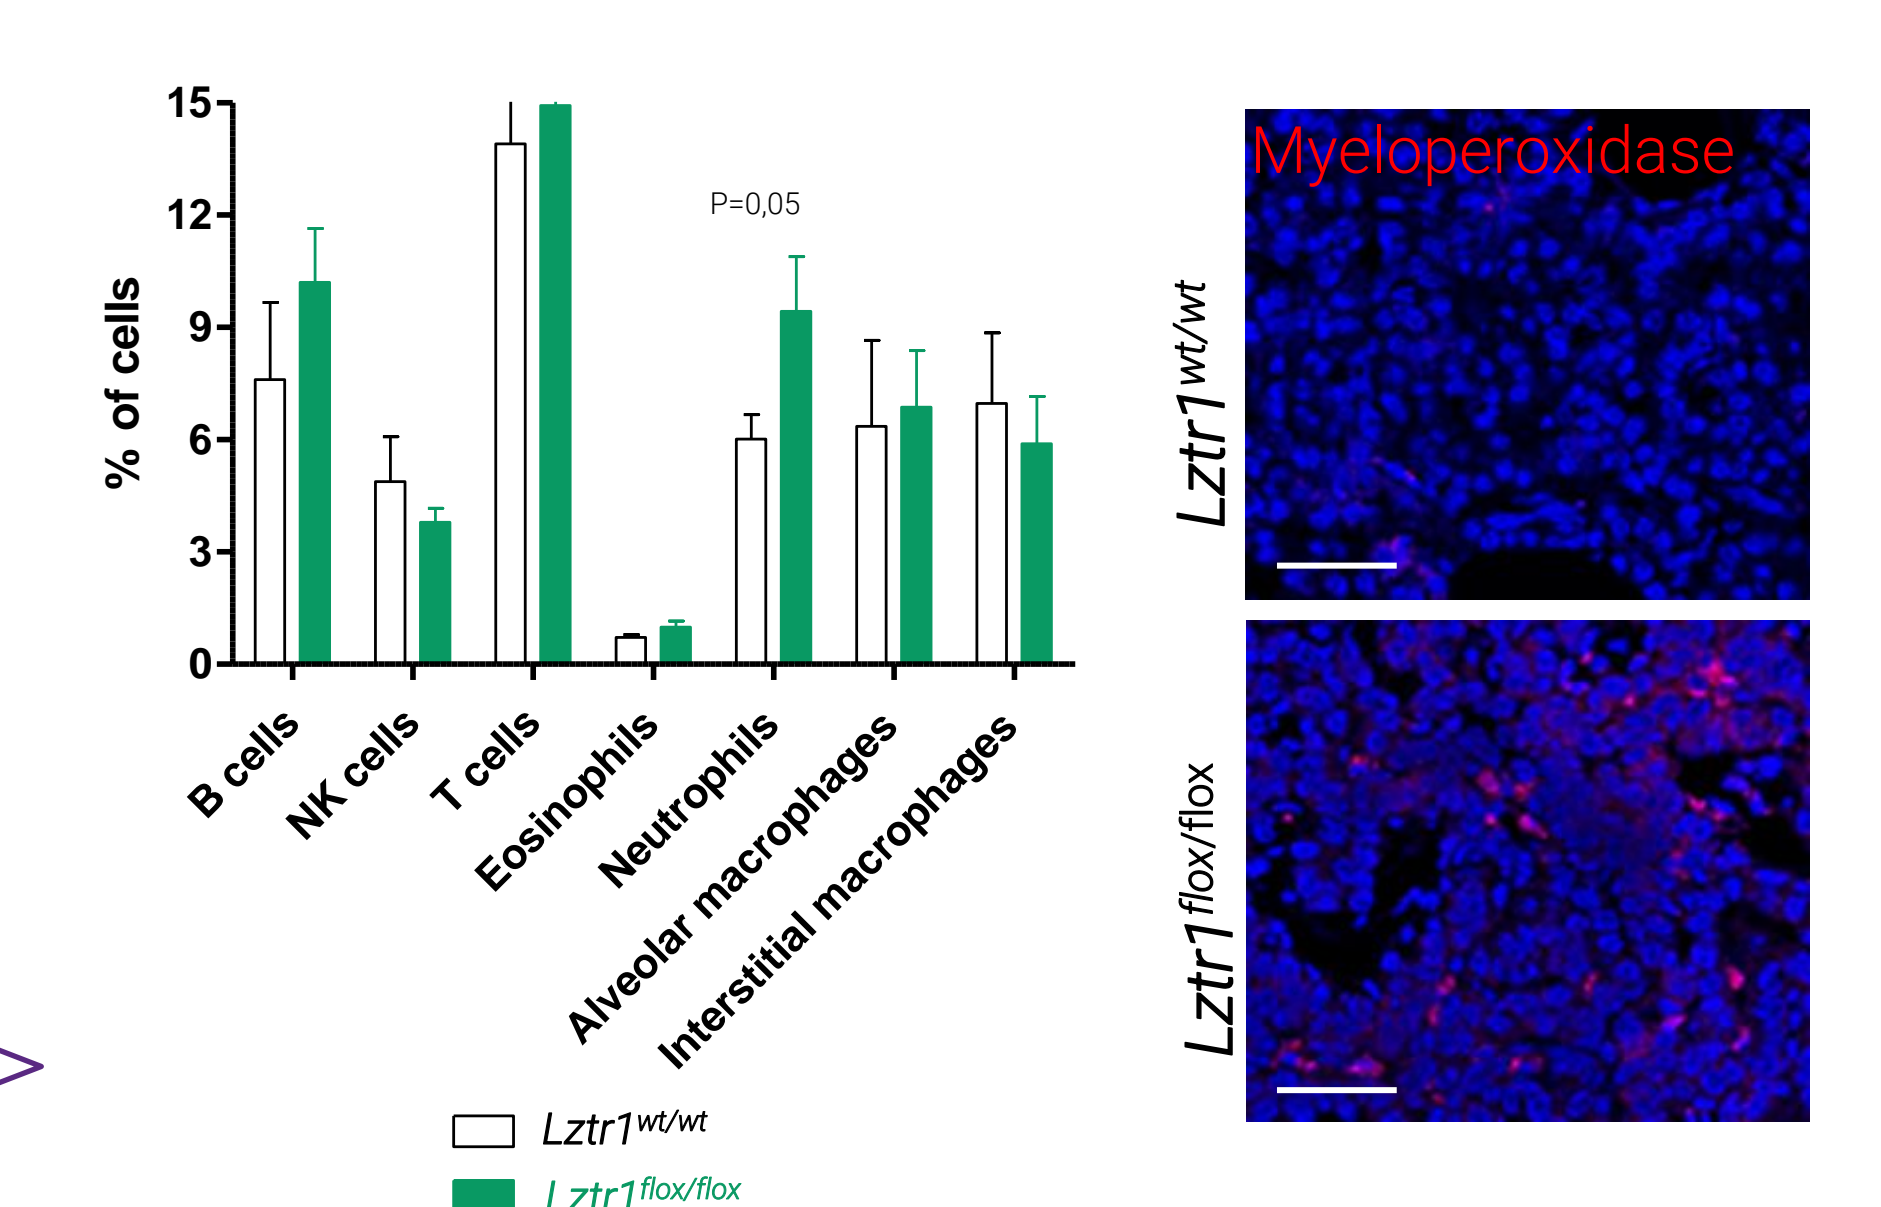 15
12
9
6
3
0
% of cells
P=0,05
B cells
NK cells
T cells
Eosinophils
Neutrophils
Alveolar macrophages
Interstitial macrophages
Lztr1wt/wt
Lztr1flox/flox
Myeloperoxidase
Lztr1wt/wt
Lztr1flox/flox